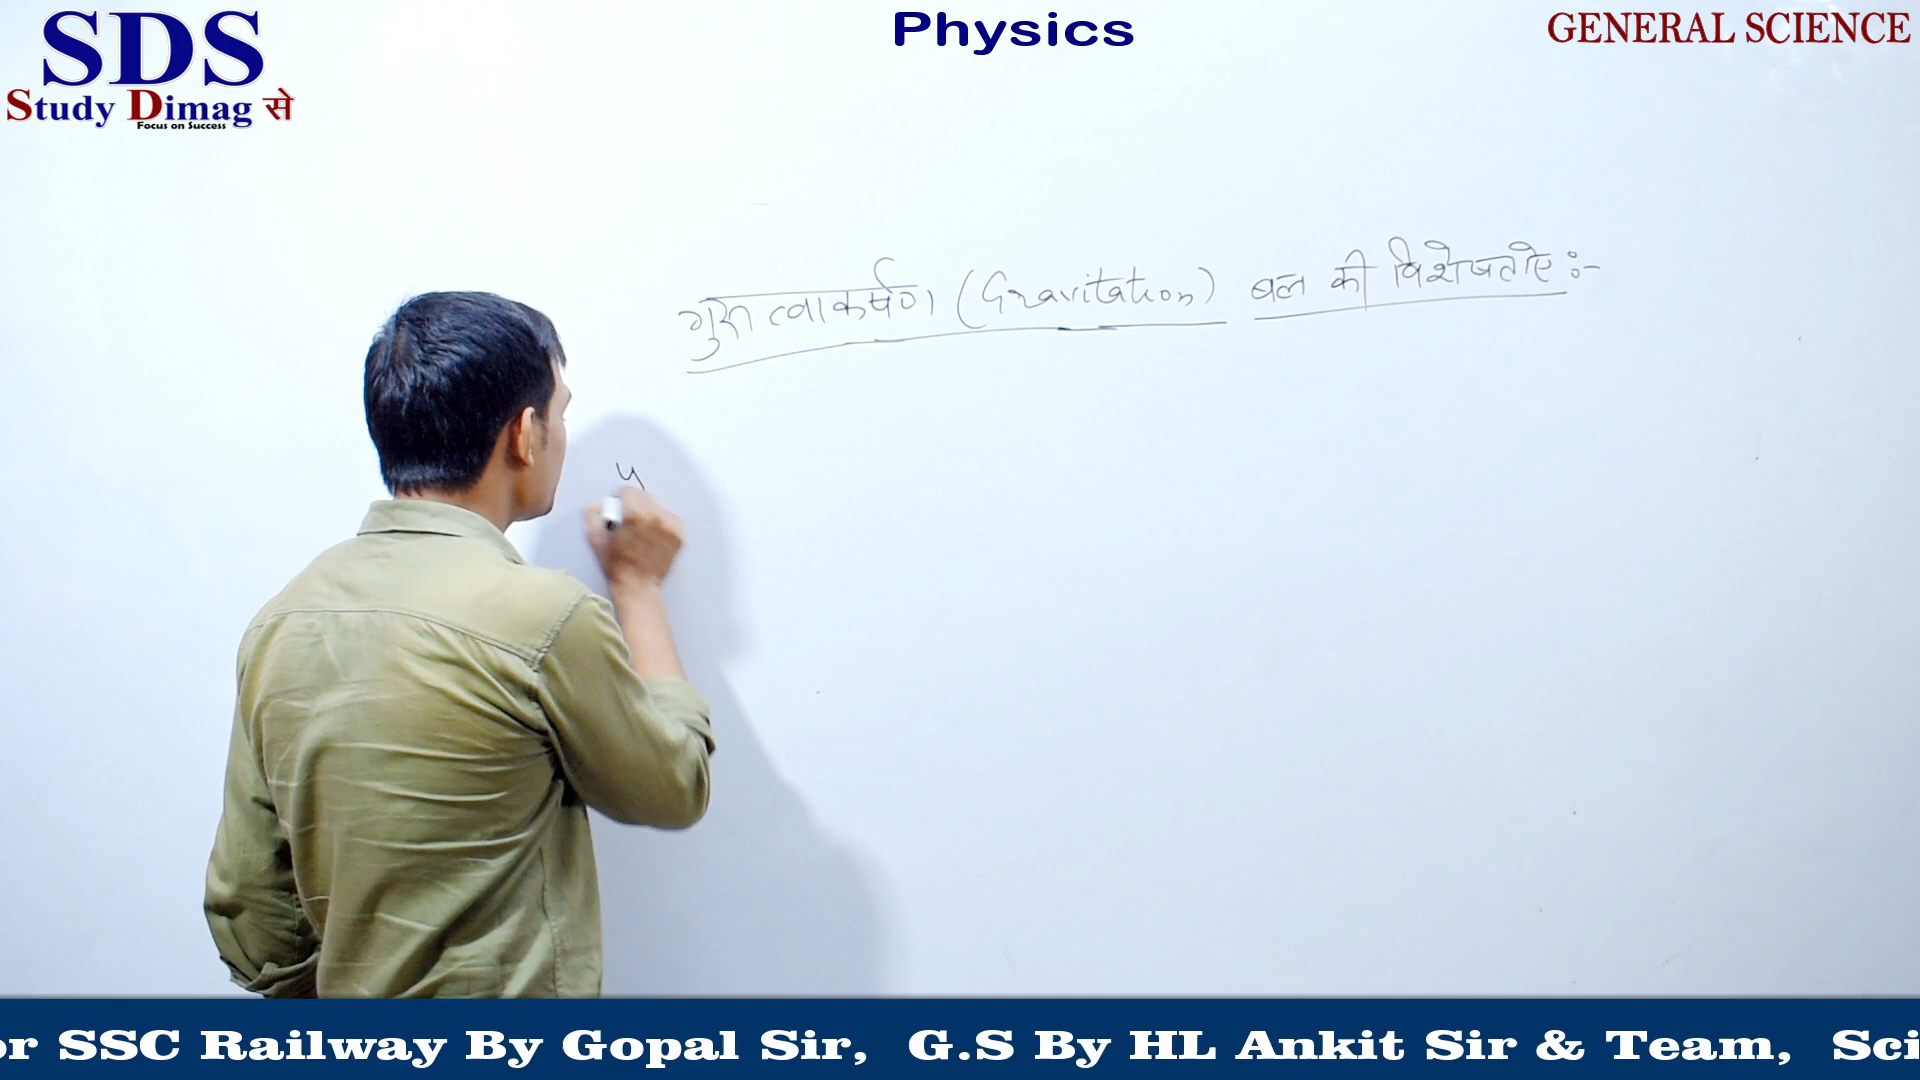 SDS
Study Dimag से
Focus on Success
Physics
GENERAL SCIENCE
गुरुत्वाकर्षण (Gravitation) बल की विशेषताएँ :-
or SSC Railway By Gopal Sir, G.S By HL Ankit Sir & Team, Sci